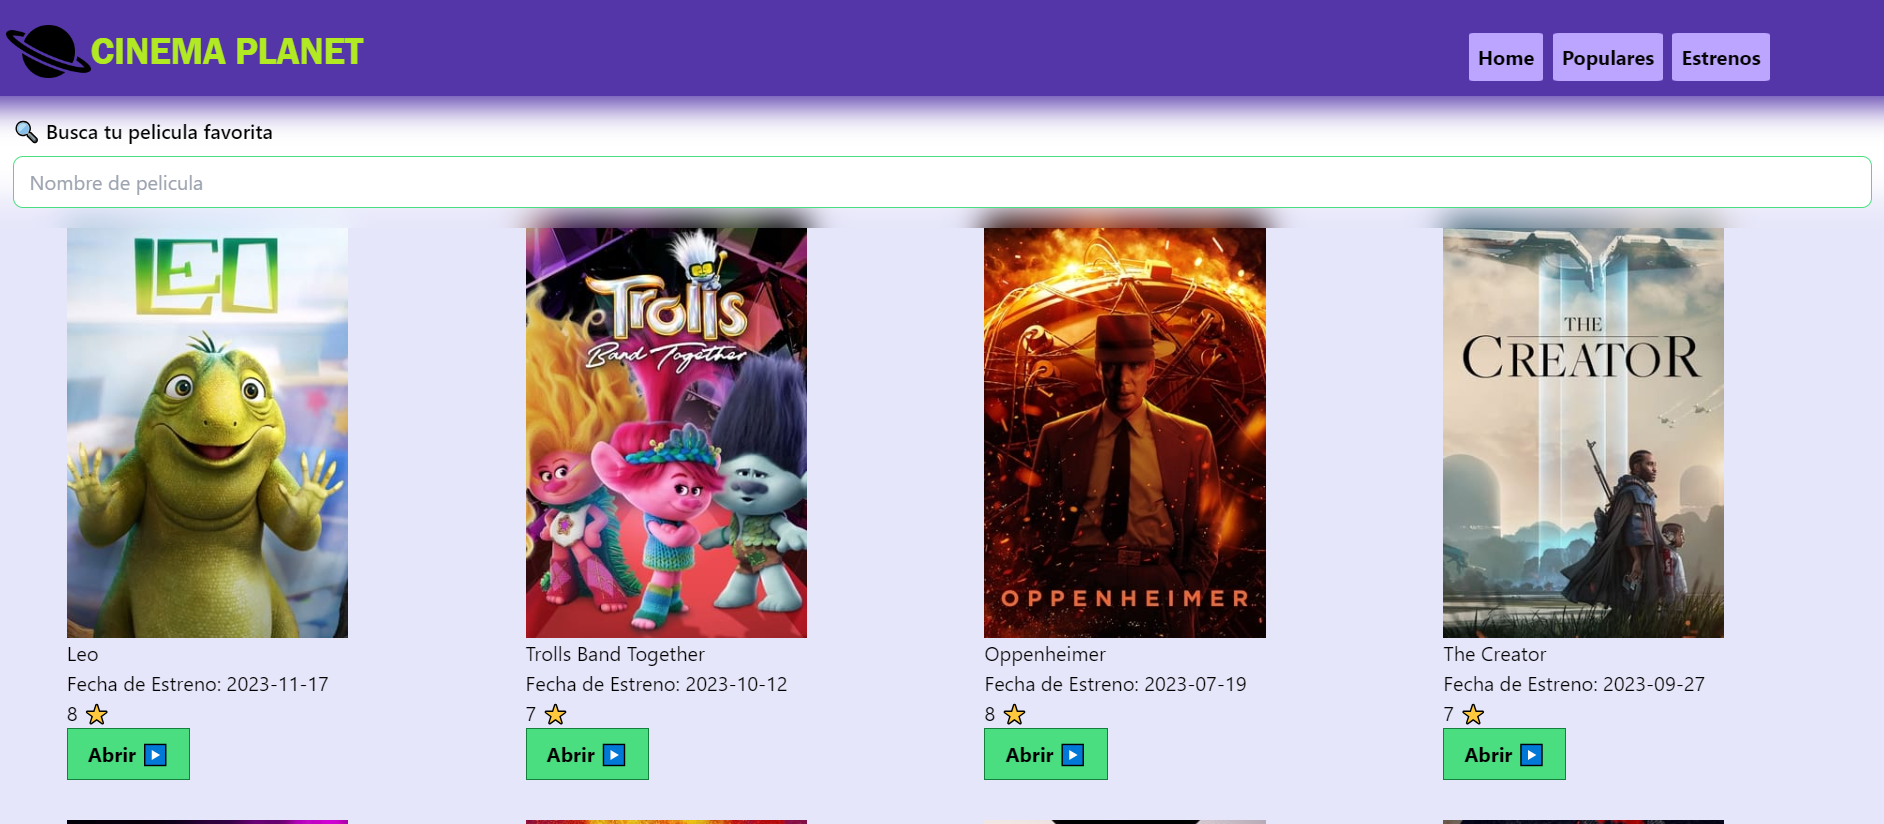 CINEMA PLANET
Home Populares Estrenos
🔍 Busca tu pelicula favorita
Nombre de pelicula
LEO
Trolls
Band Together
OPPENHEIMER
THE
CREATOR
Leo
Fecha de Estreno: 2023-11-17
8 ⭐
Abrir ▶️
Trolls Band Together
Fecha de Estreno: 2023-10-12
7 ⭐
Abrir ▶️
Oppenheimer
Fecha de Estreno: 2023-07-19
8 ⭐
Abrir ▶️
The Creator
Fecha de Estreno: 2023-09-27
7 ⭐
Abrir ▶️